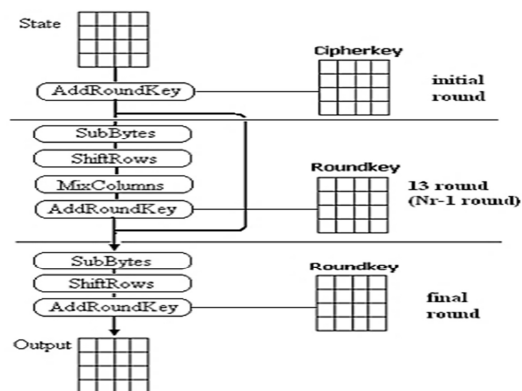 State
Cipherkey
AddRoundKey
initial
round
SubBytes
ShiftRows
MixColumns
AddRoundKey
Roundkey
13 round
(Nr-1 round)
SubBytes
ShiftRows
AddRoundKey
Roundkey
final
round
Output